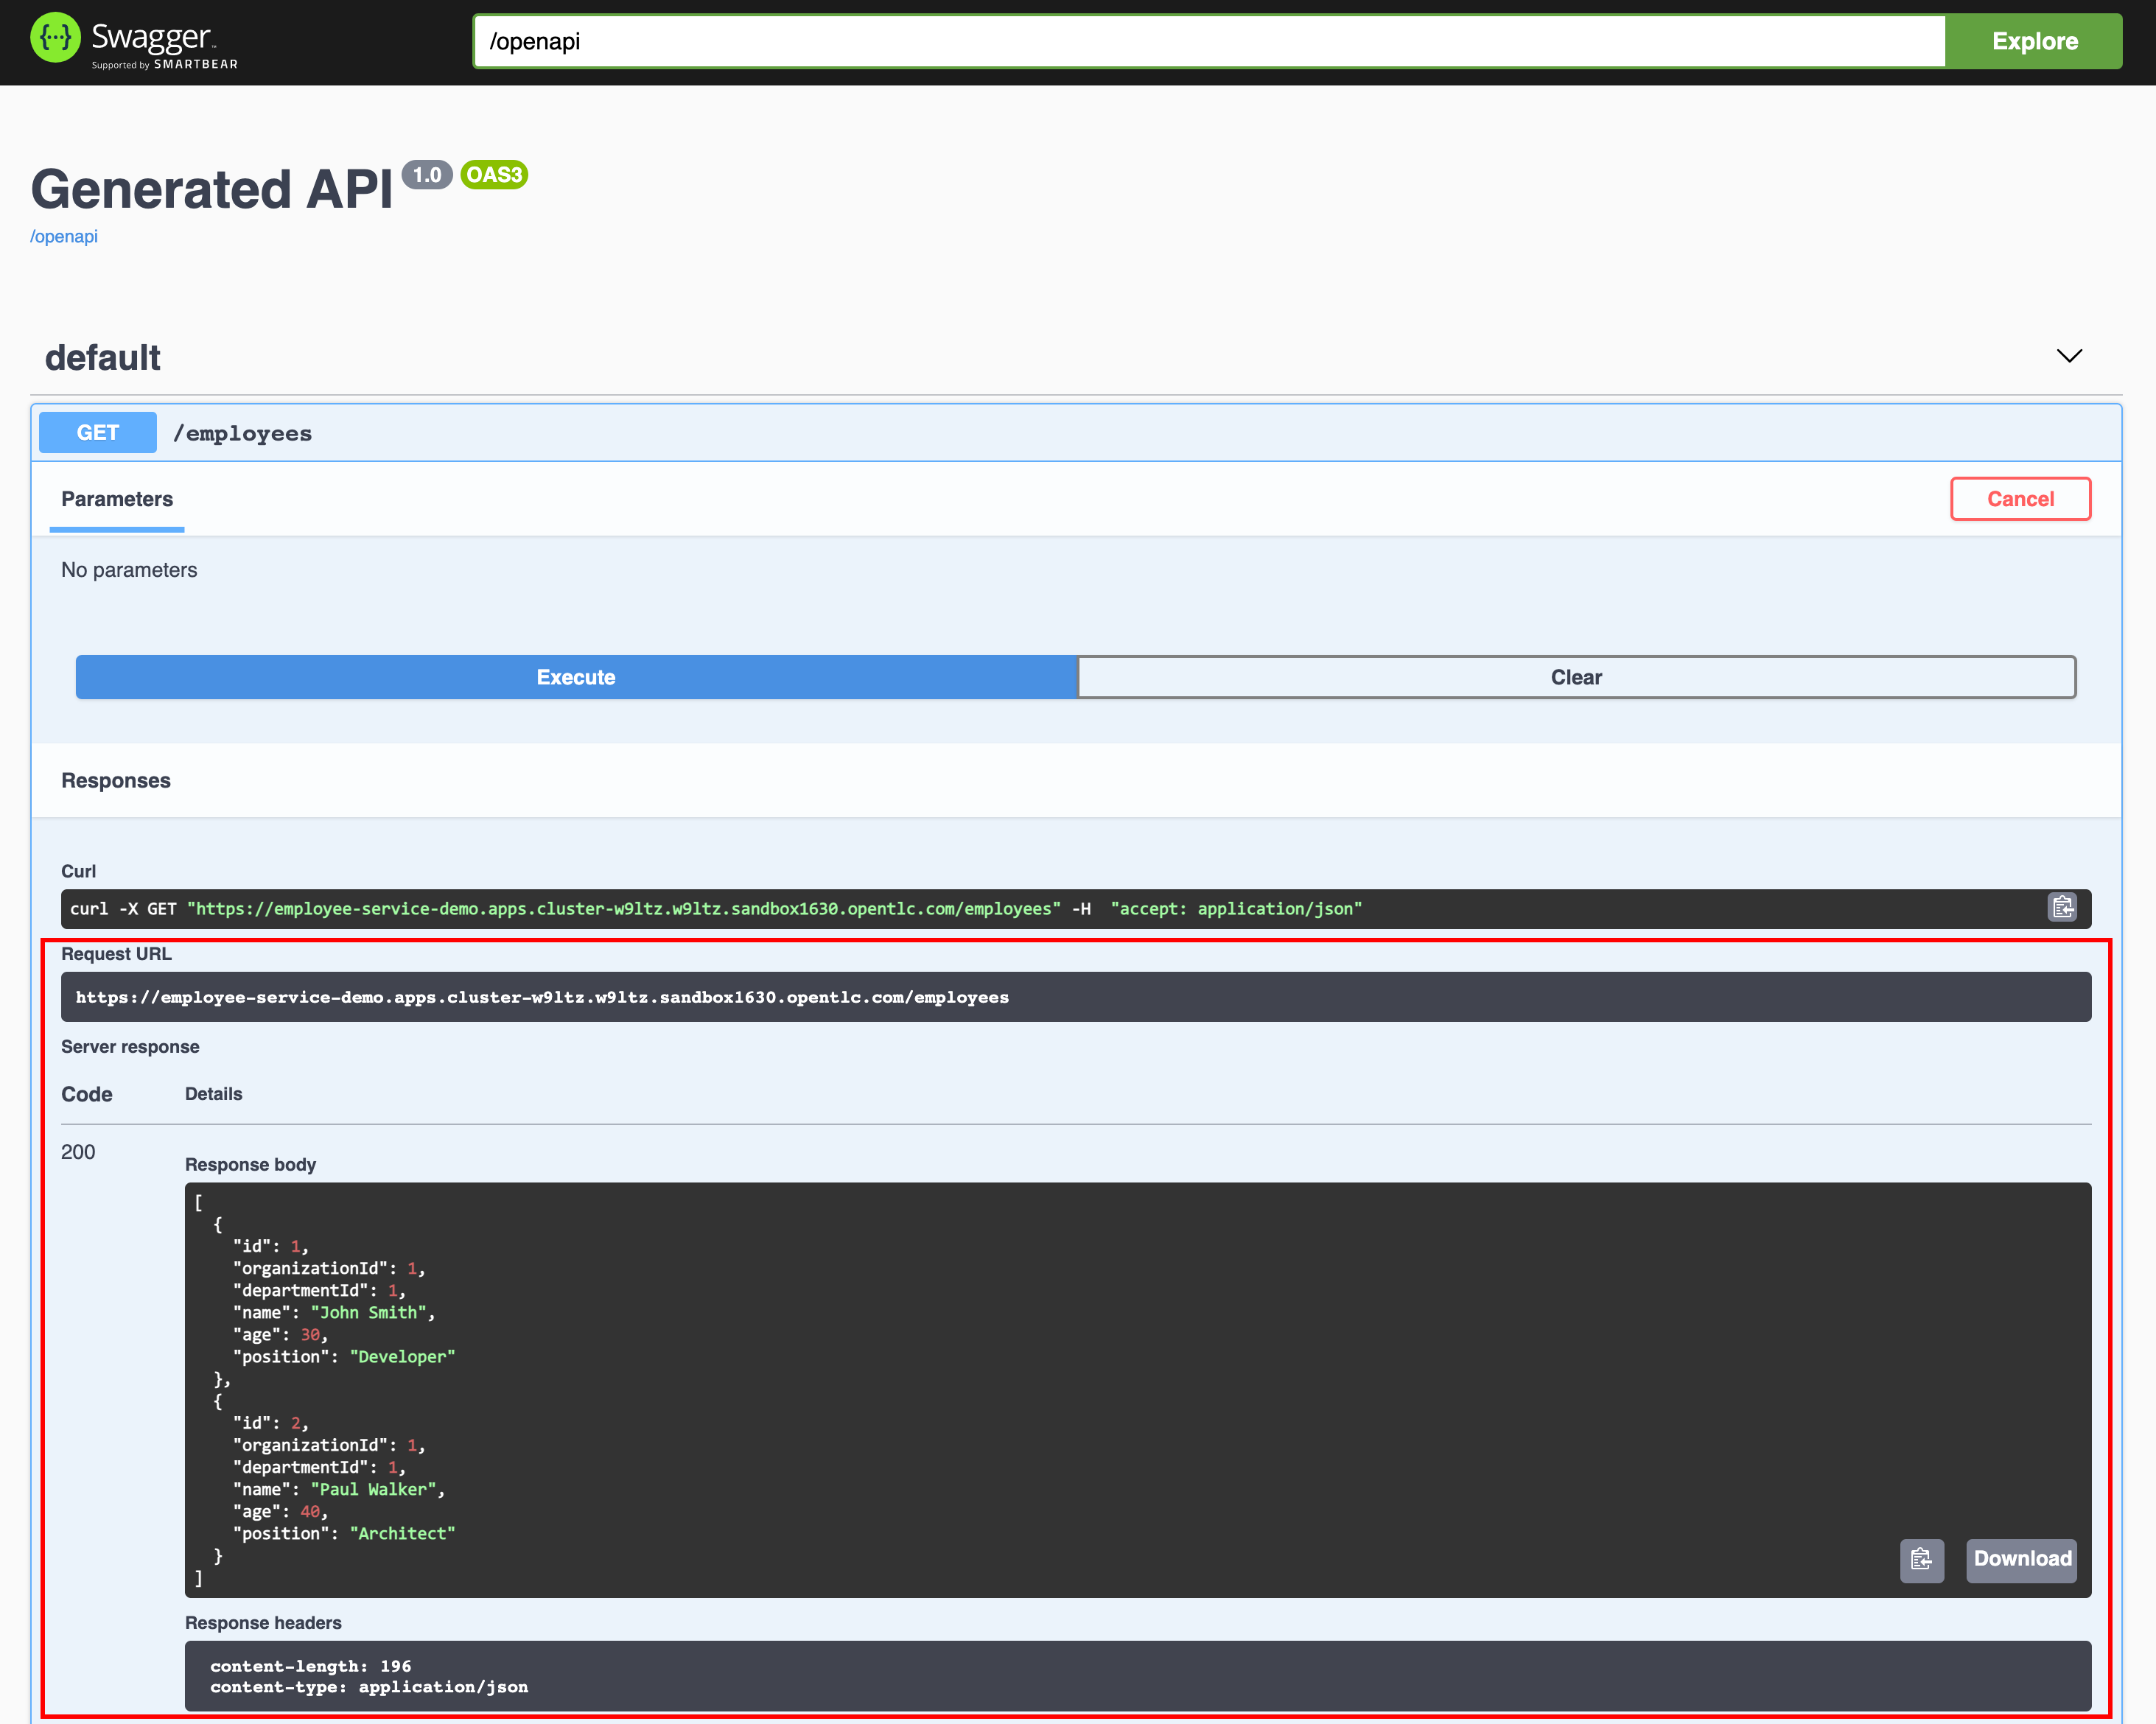 Swagger™
Supported by SMARTBEAR
/openapi
Explore
Generated API 1.0 OAS3
/openapi
default
GET /employees
Parameters
Cancel
No parameters
Execute
Clear
Responses
Curl
curl -X GET "https://employee-service-demo.apps.cluster-w9ltz.w9ltz.sandbox1630.opentlc.com/employees" -H  "accept: application/json"
Request URL
https://employee-service-demo.apps.cluster-w9ltz.w9ltz.sandbox1630.opentlc.com/employees
Server response
Code Details
200
Response body
[
  {
    "id": 1,
    "organizationId": 1,
    "departmentId": 1,
    "name": "John Smith",
    "age": 30,
    "position": "Developer"
  },
  {
    "id": 2,
    "organizationId": 1,
    "departmentId": 1,
    "name": "Paul Walker",
    "age": 40,
    "position": "Architect"
  }
]
Download
Response headers
content-length: 196
content-type: application/json